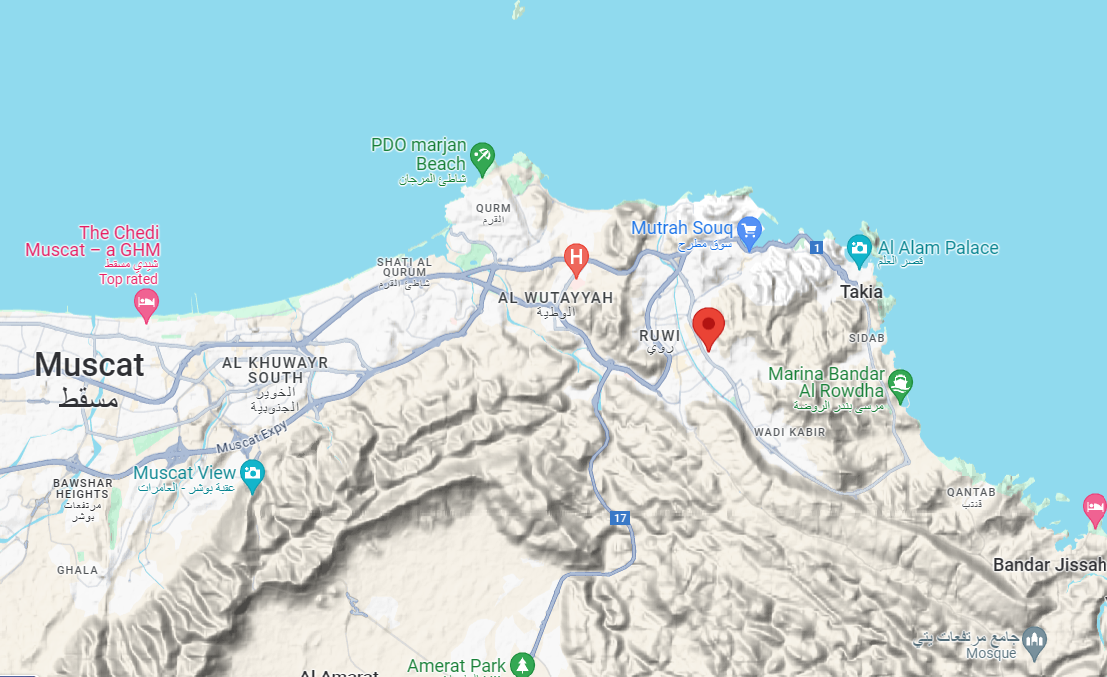 PDO marjan
Beach
شاطئ المرجان
QURM
القرم
The Chedi
Muscat – a GHM
شيدي مسقط
Top rated
Mutrah Souq
سوق مطرح
1
Al Alam Palace
قصر العلم
SHATI AL
QURUM
شاطئ القرم
H
AL WUTAYYAH
الوطية
Takia
RUWI
روي
SIDAB
Muscat
مسقط
AL KHUWAYR
SOUTH
الخوير
الجنوبية
Marina Bandar
Al Rowdha
مرسى بندر الروضة
Muscat Expy
WADI KABIR
Muscat View
عقبة بوشر - العامرات
BAWSHAR
HEIGHTS
مرتفعات
بوشر
QANTAB
قنتب
17
GHALA
Bandar Jissah
جامع مرتفعات يتي
Mosque
Amerat Park
Al Amarat